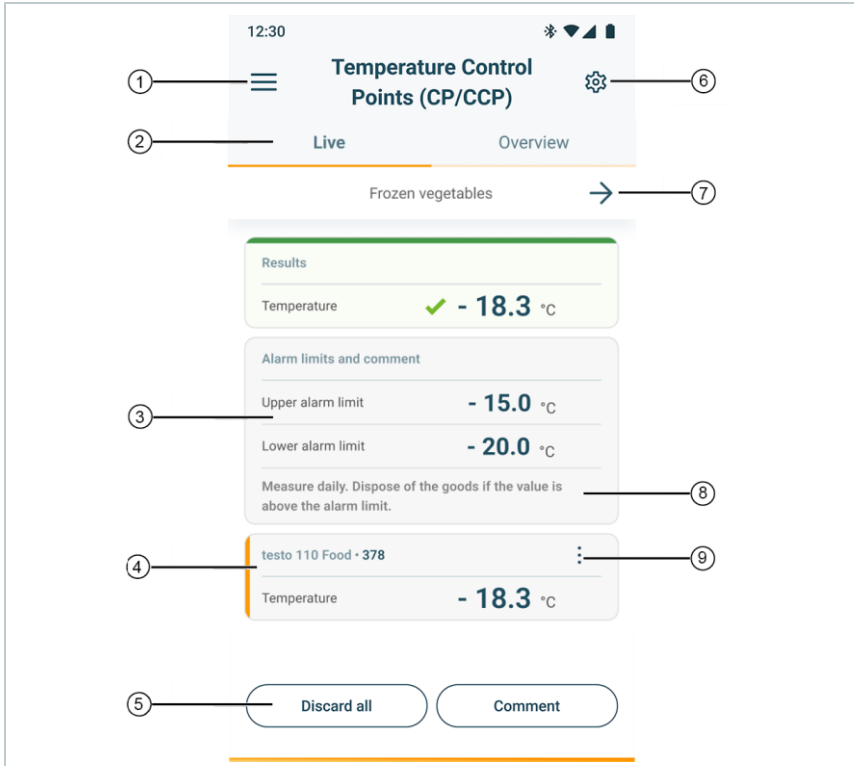 12:30
① Temperature Control ⑥
Points (CP/CCP)
② Live Overview
Frozen vegetables ⑦
Results
Temperature - 18.3 °C
Alarm limits and comment
③ Upper alarm limit - 15.0 °C
Lower alarm limit - 20.0 °C
Measure daily. Dispose of the goods if the value is ⑧
above the alarm limit.
④ testo 110 Food • 378 ⑨
Temperature - 18.3 °C
⑤ Discard all Comment